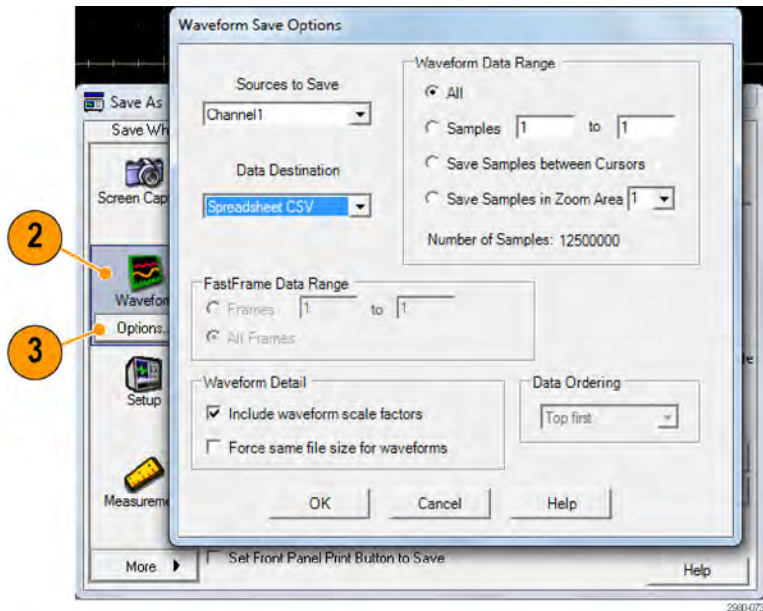 Waveform Save Options
Save As
Save Wh
Screen Cap
2
Wavefor
Options..
3
Setup
Measureme
More
Sources to Save
Channel1
Data Destination
Spreadsheet CSV
Waveform Data Range
All
Samples 1 to 1
Save Samples between Cursors
Save Samples in Zoom Area 1
Number of Samples: 12500000
FastFrame Data Range
Frames 1 to 1
All Frames
Waveform Detail
Include waveform scale factors
Force same file size for waveforms
Data Ordering
Top first
OK Cancel Help
Set Front Panel Print Button to Save
Help
2980-073